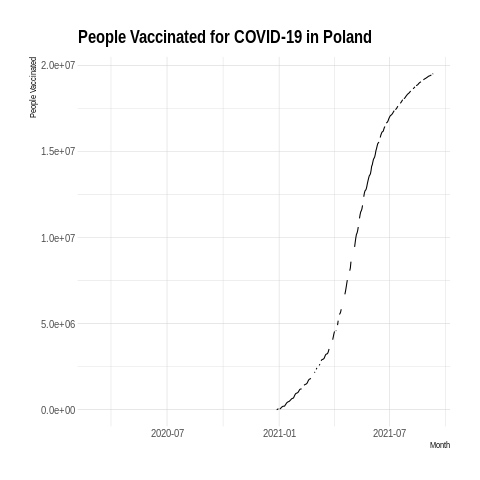 People Vaccinated for COVID-19 in Poland
People Vaccinated
2.0e+07
1.5e+07
1.0e+07
5.0e+06
0.0e+00
2020-07
2021-01
2021-07
Month